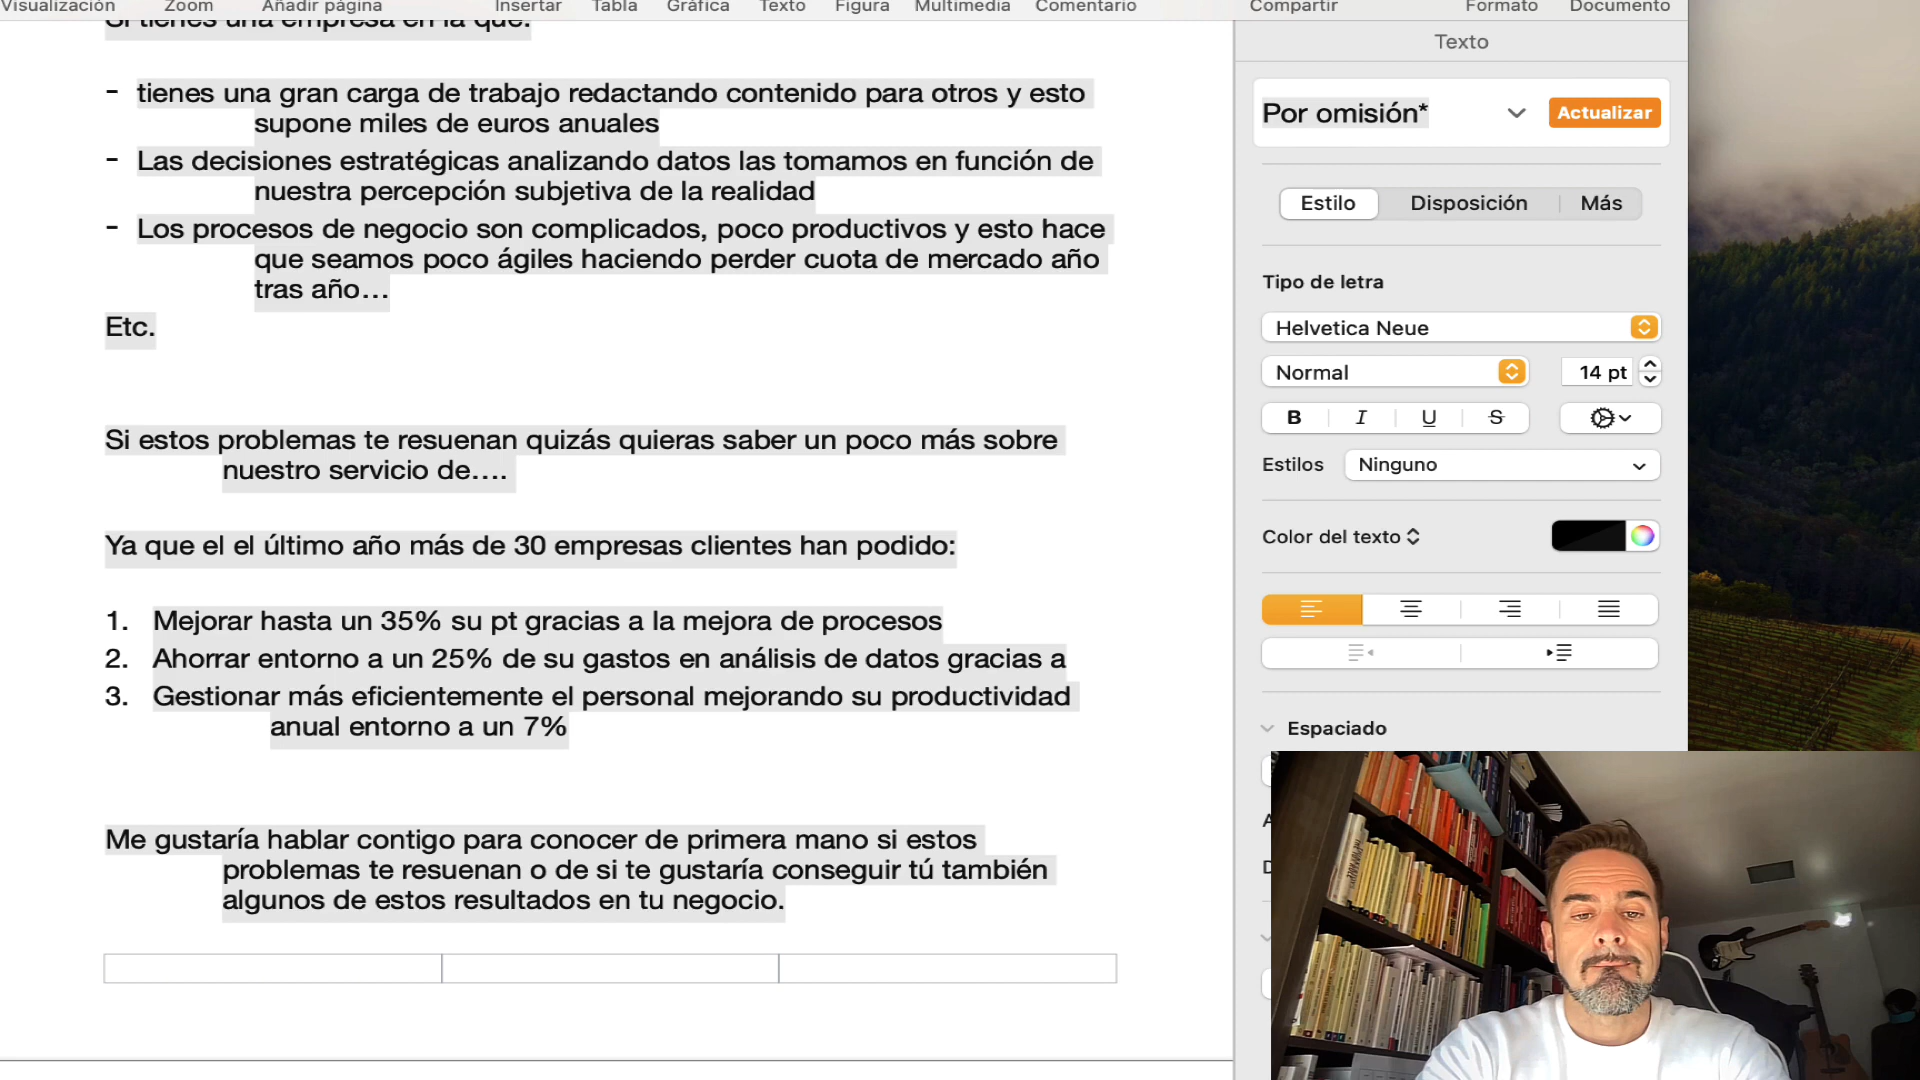 Visualización Zoom Añadir página Insertar Tabla Gráfica Texto Figura Multimedia Comentario Compartir Formato Documento
Si tienes una empresa en la que:
- tienes una gran carga de trabajo redactando contenido para otros y esto
supone miles de euros anuales
- Las decisiones estratégicas analizando datos las tomamos en función de
nuestra percepción subjetiva de la realidad
- Los procesos de negocio son complicados, poco productivos y esto hace
que seamos poco ágiles haciendo perder cuota de mercado año
tras año…
Etc.
Si estos problemas te resuenan quizás quieras saber un poco más sobre
nuestro servicio de….
Ya que el el último año más de 30 empresas clientes han podido:
1. Mejorar hasta un 35% su pt gracias a la mejora de procesos
2. Ahorrar entorno a un 25% de su gastos en análisis de datos gracias a
3. Gestionar más eficientemente el personal mejorando su productividad
anual entorno a un 7%
Me gustaría hablar contigo para conocer de primera mano si estos
problemas te resuenan o de si te gustaría conseguir tú también
algunos de estos resultados en tu negocio.
Texto
Por omisión*
Actualizar
Estilo Disposición Más
Tipo de letra
Helvetica Neue
Normal 14 pt
B I U S
Estilos Ninguno
Color del texto
Espaciado